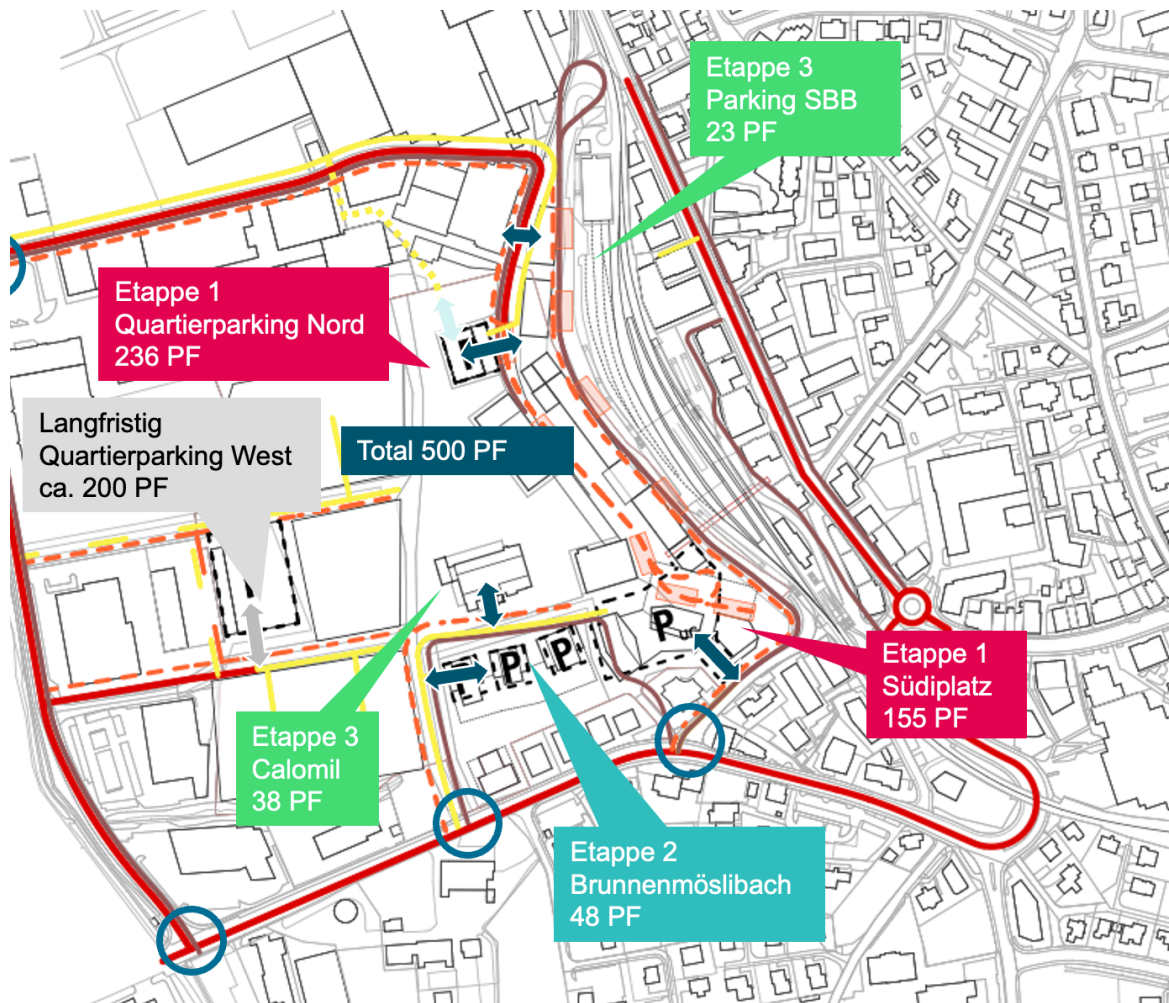 Etappe 3
Parking SBB
23 PF
Etappe 1
Quartierparking Nord
236 PF
Langfristig
Quartierparking West
ca. 200 PF
Total 500 PF
P
P
P
Etappe 1
Südiplatz
155 PF
Etappe 3
Calomil
38 PF
Etappe 2
Brunnenmöslibach
48 PF